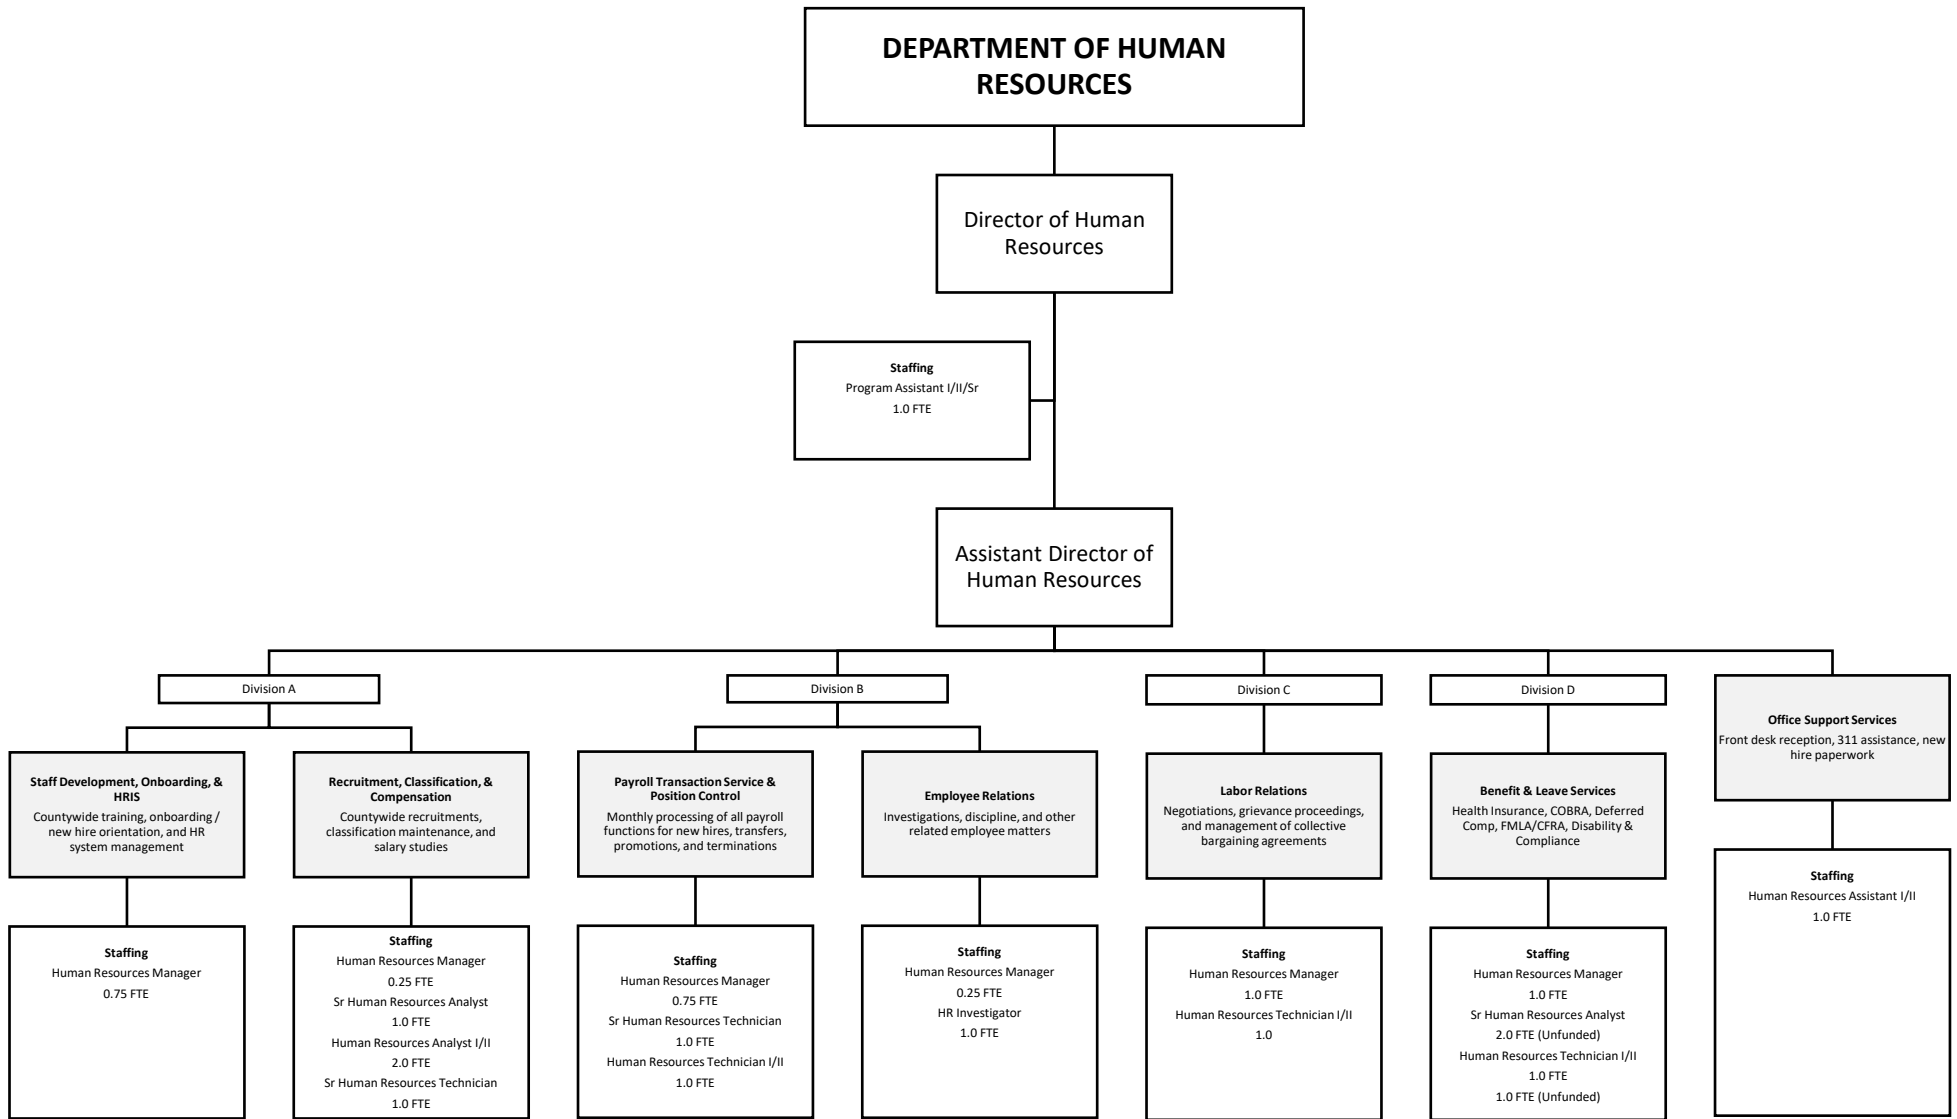 DEPARTMENT OF HUMAN
RESOURCES
Director of Human
Resources
Staffing
Program Assistant I/II/Sr
1.0 FTE
Assistant Director of
Human Resources
Division A
Staff Development, Onboarding, &
HRIS
Countywide training, onboarding /
new hire orientation, and HR
system management
Staffing
Human Resources Manager
0.75 FTE
Recruitment, Classification, &
Compensation
Countywide recruitments,
classification maintenance, and
salary studies
Staffing
Human Resources Manager
0.25 FTE
Sr Human Resources Analyst
1.0 FTE
Human Resources Analyst I/II
2.0 FTE
Sr Human Resources Technician
1.0 FTE
Division B
Payroll Transaction Service &
Position Control
Monthly processing of all payroll
functions for new hires, transfers,
promotions, and terminations
Staffing
Human Resources Manager
0.75 FTE
Sr Human Resources Technician
1.0 FTE
Human Resources Technician I/II
1.0 FTE
Employee Relations
Investigations, discipline, and other
related employee matters
Staffing
Human Resources Manager
0.25 FTE
HR Investigator
1.0 FTE
Division C
Labor Relations
Negotiations, grievance proceedings,
and management of collective
bargaining agreements
Staffing
Human Resources Manager
1.0 FTE
Human Resources Technician I/II
1.0
Division D
Benefit & Leave Services
Health Insurance, COBRA, Deferred
Comp, FMLA/CFRA, Disability &
Compliance
Staffing
Human Resources Manager
1.0 FTE
Sr Human Resources Analyst
2.0 FTE (Unfunded)
Human Resources Technician I/II
1.0 FTE
1.0 FTE (Unfunded)
Office Support Services
Front desk reception, 311 assistance, new
hire paperwork
Staffing
Human Resources Assistant I/II
1.0 FTE